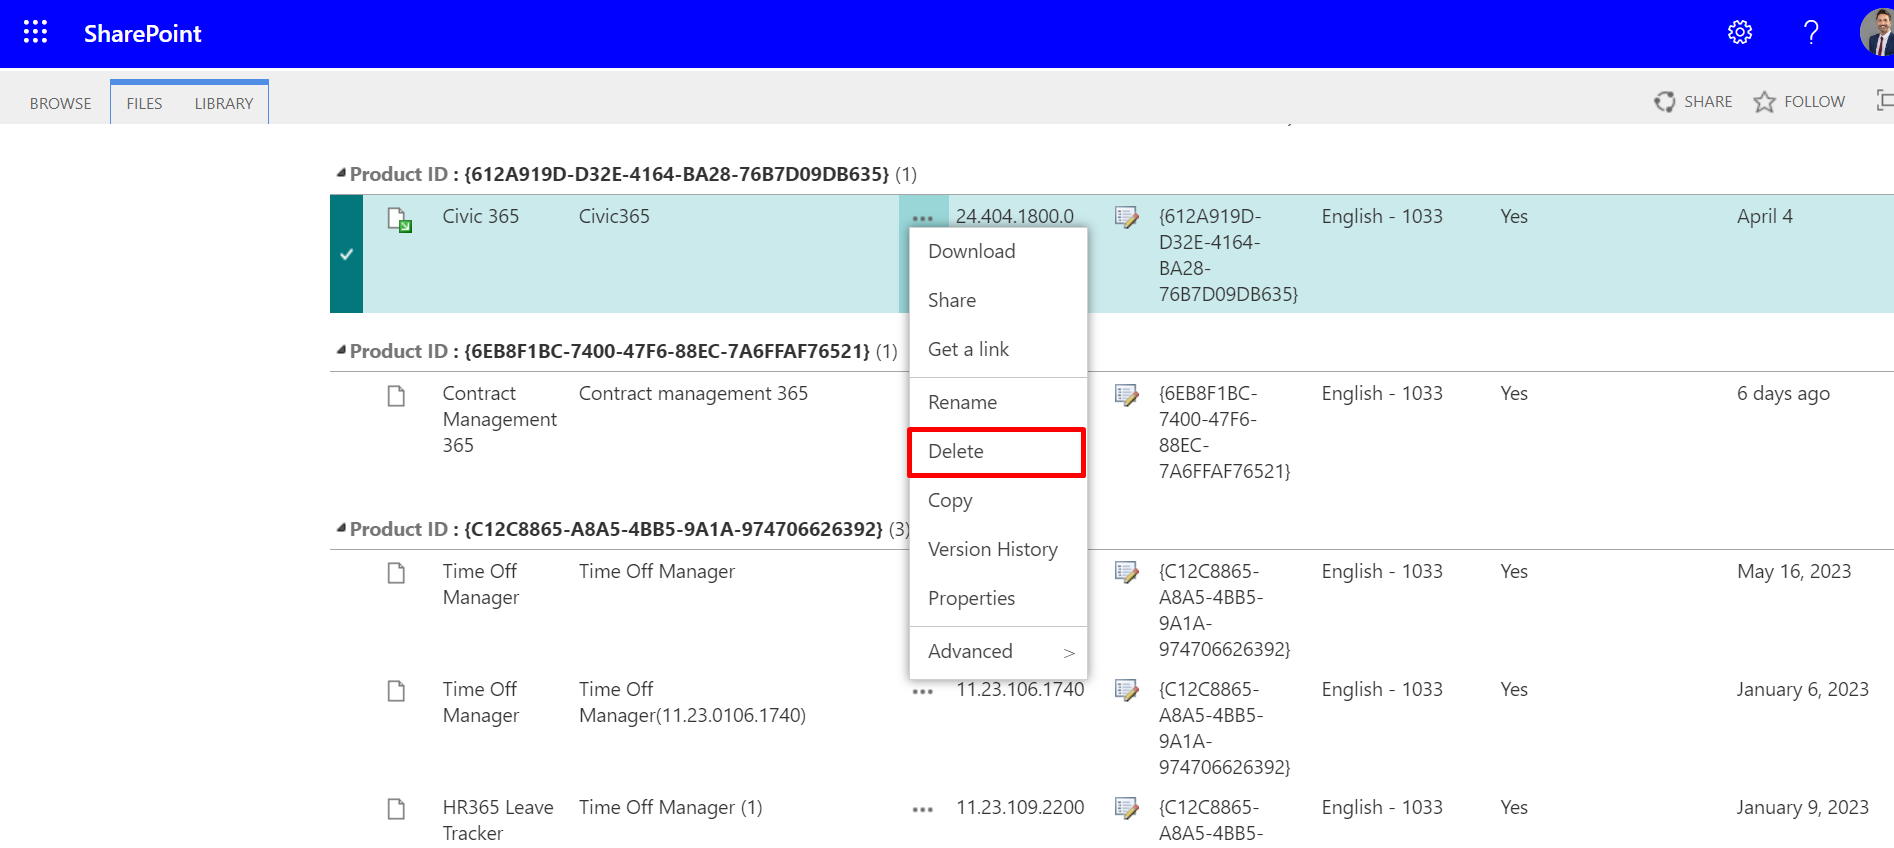 SharePoint
?
BROWSE FILES LIBRARY SHARE FOLLOW
Product ID : {612A919D-D32E-4164-BA28-76B7D09DB635} (1)
Civic 365 Civic365 ... 24.404.1800.0 {612A919D- English - 1033 Yes April 4
D32E-4164-
BA28-
76B7D09DB635}
Download
Share
Get a link
Rename
Delete
Copy
Version History
Properties
Advanced >
Product ID : {6EB8F1BC-7400-47F6-88EC-7A6FFAF76521} (1)
Contract Contract management 365 {6EB8F1BC- English - 1033 Yes 6 days ago
Management 7400-47F6-
365 88EC-
7A6FFAF76521}
Product ID : {C12C8865-A8A5-4BB5-9A1A-974706626392} (3)
Time Off Time Off Manager {C12C8865- English - 1033 Yes May 16, 2023
Manager A8A5-4BB5-
9A1A-
974706626392}
Time Off Time Off ... 11.23.106.1740 {C12C8865- English - 1033 Yes January 6, 2023
Manager Manager(11.23.0106.1740) A8A5-4BB5-
9A1A-
974706626392}
HR365 Leave Time Off Manager (1) ... 11.23.109.2200 {C12C8865- English - 1033 Yes January 9, 2023
Tracker A8A5-4BB5-